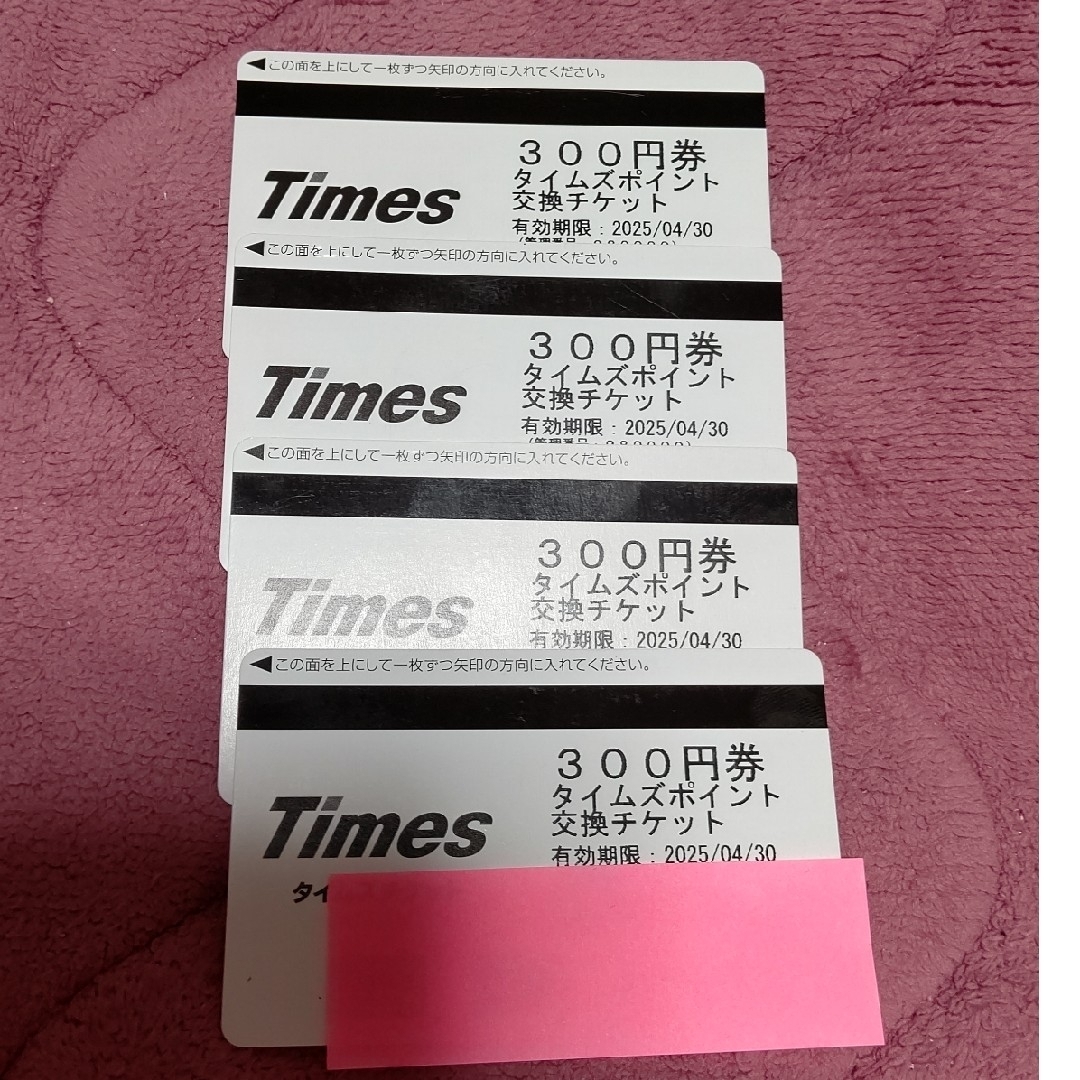 ◀この面を上にして一枚ずつ矢印の方向に入れてください。
Times
３００円券
タイムズポイント
交換チケット
有効期限：2025/04/30
◀この面を上にして一枚ずつ矢印の方向に入れてください。
Times
３００円券
タイムズポイント
交換チケット
有効期限：2025/04/30
◀この面を上にして一枚ずつ矢印の方向に入れてください。
Times
３００円券
タイムズポイント
交換チケット
有効期限：2025/04/30
◀この面を上にして一枚ずつ矢印の方向に入れてください。
Times
３００円券
タイムズポイント
交換チケット
有効期限：2025/04/30
タイ